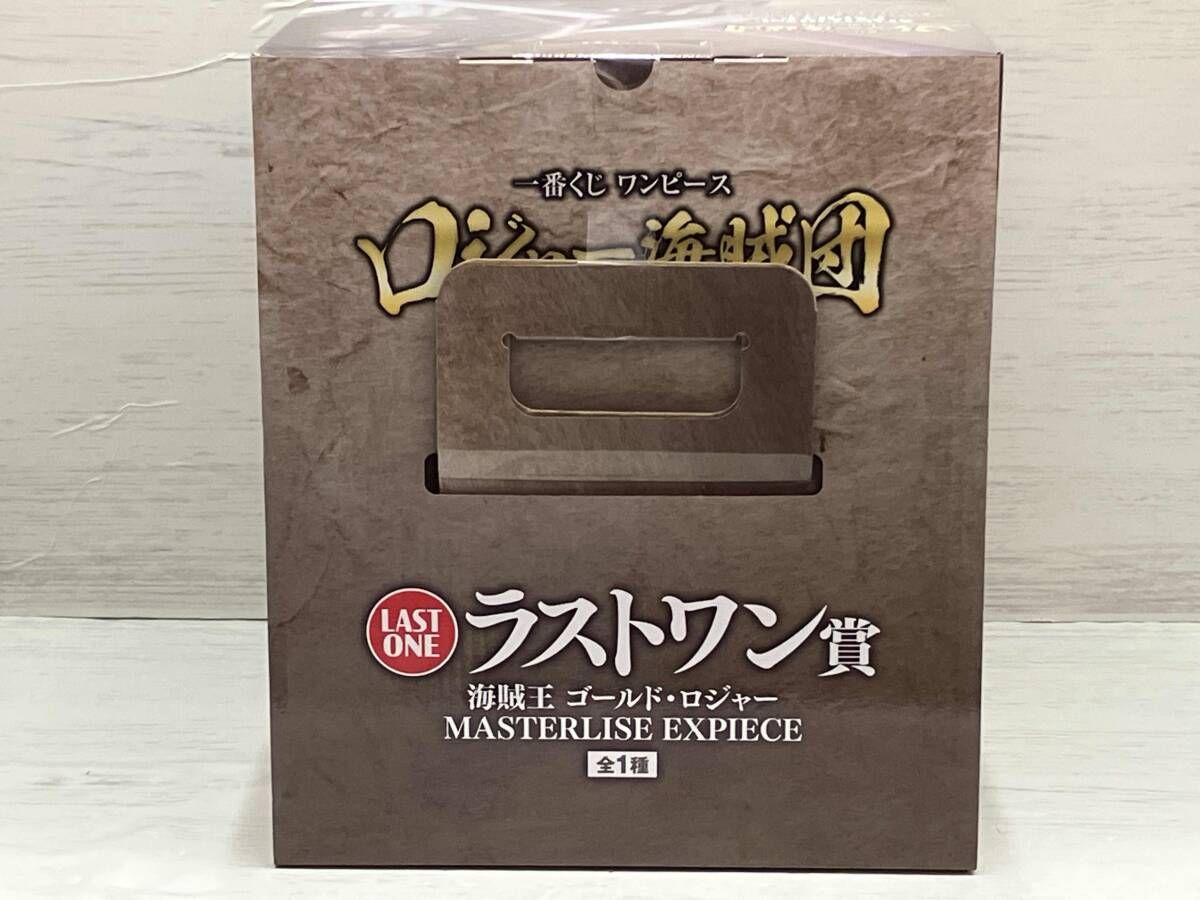 一番くじ ワンピース
ロジャー海賊団
LAST ONE
ラストワン賞
海賊王 ゴールド・ロジャー
MASTERLISE EXPIECE
全1種